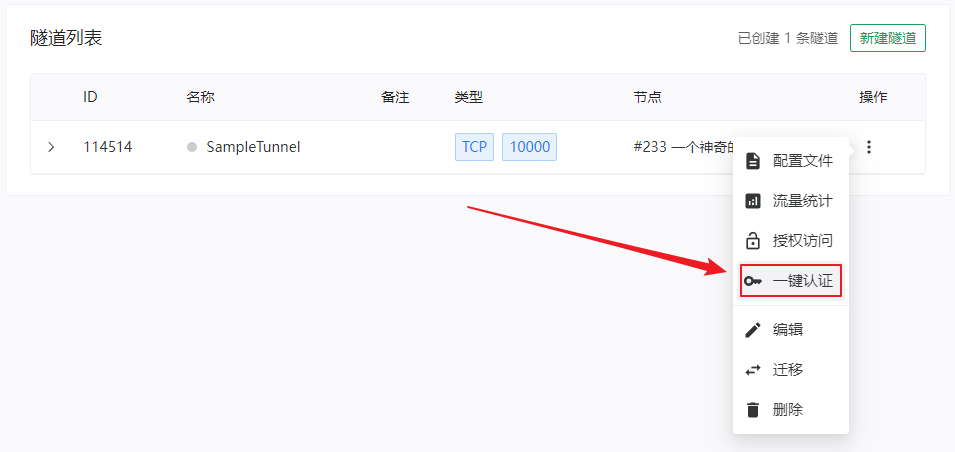 隧道列表
已创建 1 条隧道 新建隧道
ID 名称 备注 类型 节点 操作
114514 SampleTunnel TCP 10000 #233 一个神奇的
配置文件
流量统计
授权访问
一键认证
编辑
迁移
删除